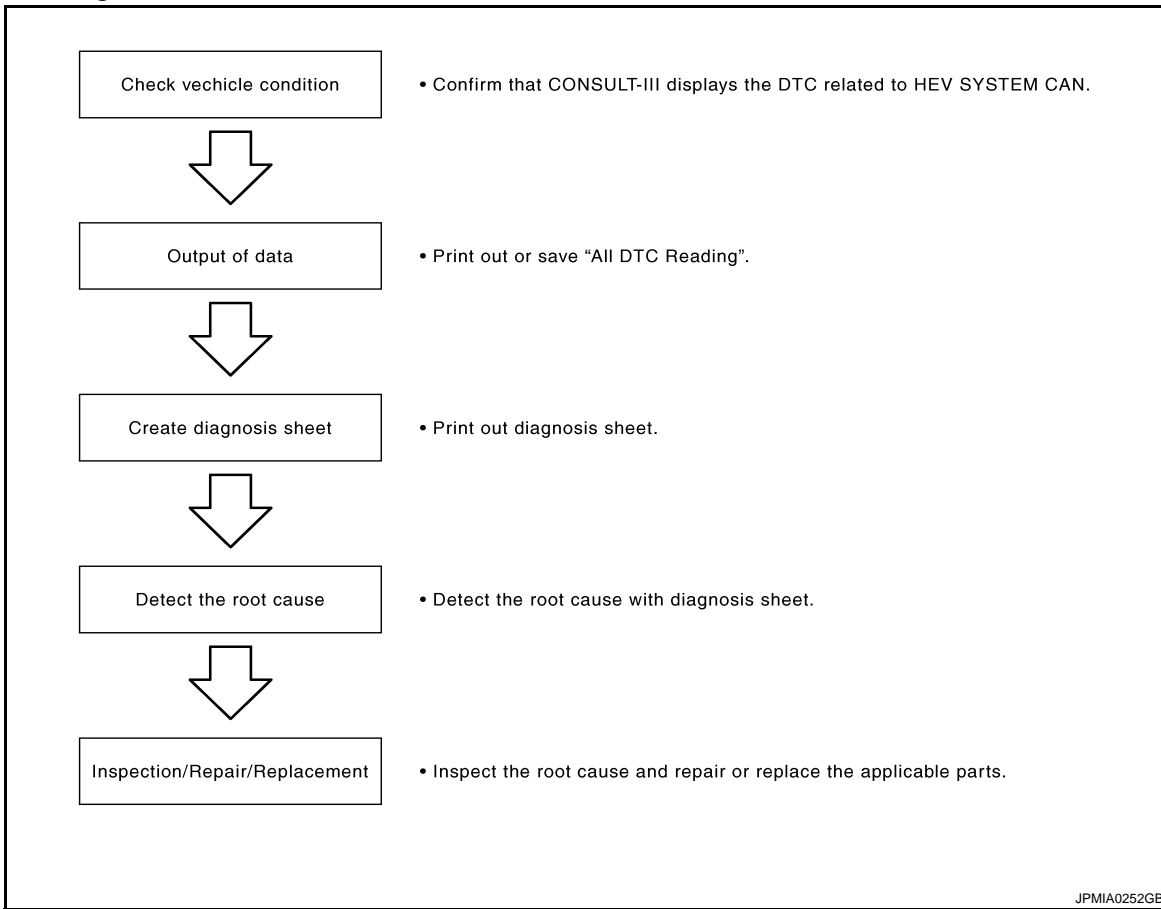 Check vechicle condition
• Confirm that CONSULT-III displays the DTC related to HEV SYSTEM CAN.
Output of data
• Print out or save “All DTC Reading”.
Create diagnosis sheet
• Print out diagnosis sheet.
Detect the root cause
• Detect the root cause with diagnosis sheet.
Inspection/Repair/Replacement
• Inspect the root cause and repair or replace the applicable parts.
JPMIA0252GB